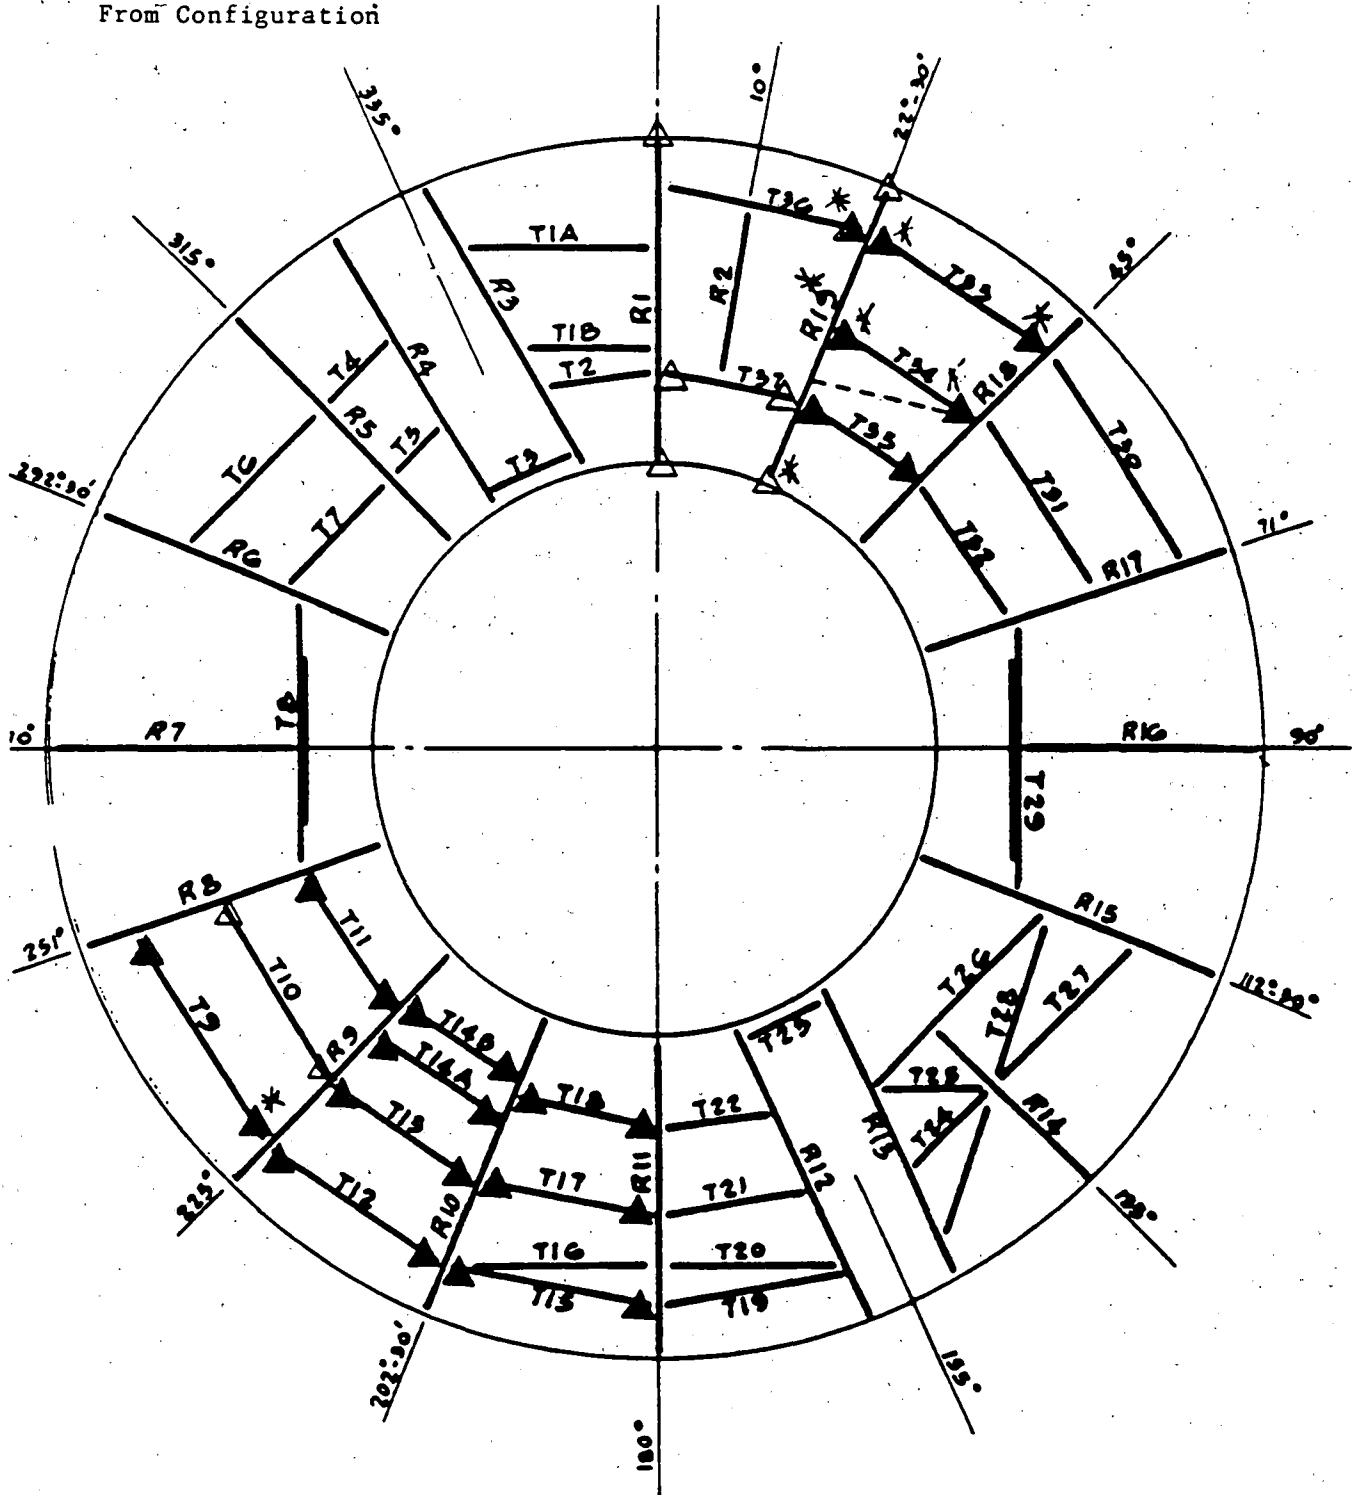 From Configuration
10°
22°-30'
335°
T36 *
*
T1A
T33
45°
315°
R3
R2
*
R19
*
*
R1
T1B
T34
T4
R4
T2
T37
R18
R5
T5
T35
T30
T6
T3
*
T31
292°-30'
T7
T32
71°
R6
R17
T8
R7
R16
90°
T29
R8
R15
T11
251°
T26
T27
T10
T28
112°-30'
T9
T14B
R9
T23
T14A
*
T18
T22
T25
R14
T13
T24
R13
R11
R12
T17
T21
T12
225°
R10
T16
T20
T15
T19
202°-30'
155°
180°